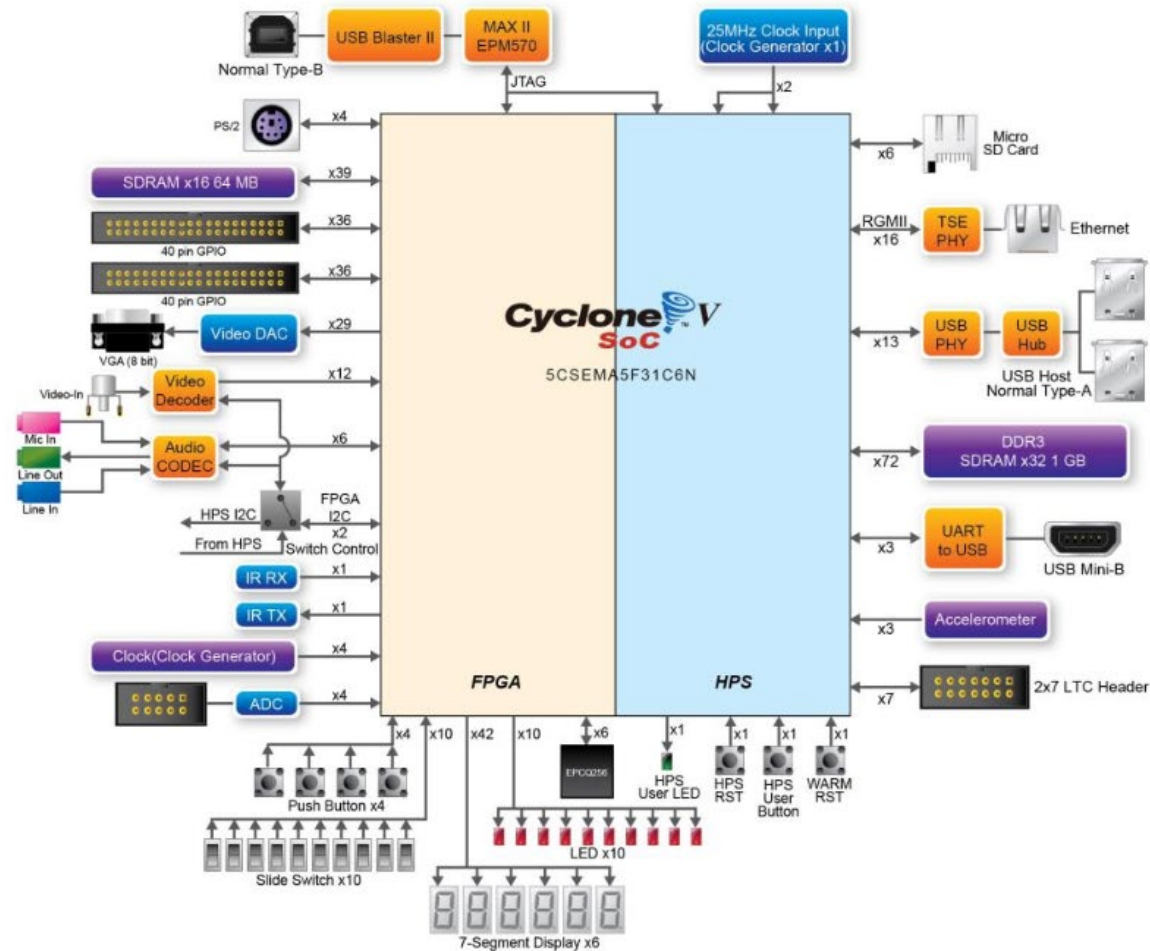 Normal Type-B
USB Blaster II
MAX II
EPM570
25MHz Clock Input
(Clock Generator x1)
JTAG
x2
PS/2
x4
SDRAM x16 64 MB
x39
x36
40 pin GPIO
x36
40 pin GPIO
VGA (8 bit)
Video DAC
x29
Video-In
Video
Decoder
x12
Mic In
Line Out
Line In
Audio
CODEC
x6
HPS I2C
From HPS
FPGA
I2C
x2
Switch Control
IR RX
x1
IR TX
x1
Clock(Clock Generator)
x4
ADC
x4
Cyclone V
SoC
5CSEMA5F31C6N
FPGA
HPS
x6
Micro
SD Card
RGMII
x16
TSE
PHY
Ethernet
x13
USB
PHY
USB
Hub
USB Host
Normal Type-A
x72
DDR3
SDRAM x32 1 GB
x3
UART
to USB
USB Mini-B
x3
Accelerometer
x7
2x7 LTC Header
x4
x10
x42
x10
x6
x1
x1
x1
x1
Push Button x4
Slide Switch x10
7-Segment Display x6
LED x10
EPCQ256
HPS
User LED
HPS
RST
HPS
User
Button
WARM
RST